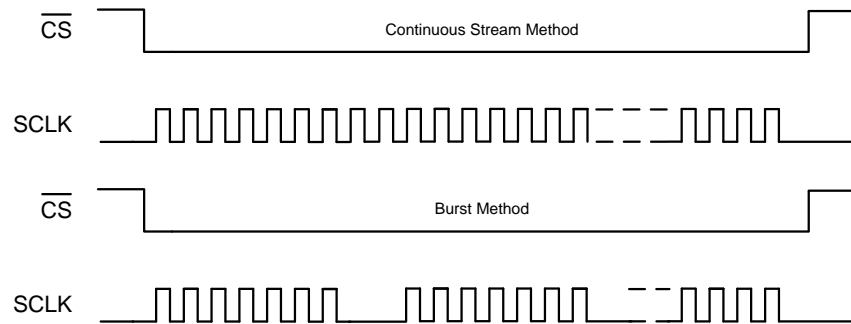 CS
Continuous Stream Method
SCLK
CS
Burst Method
SCLK